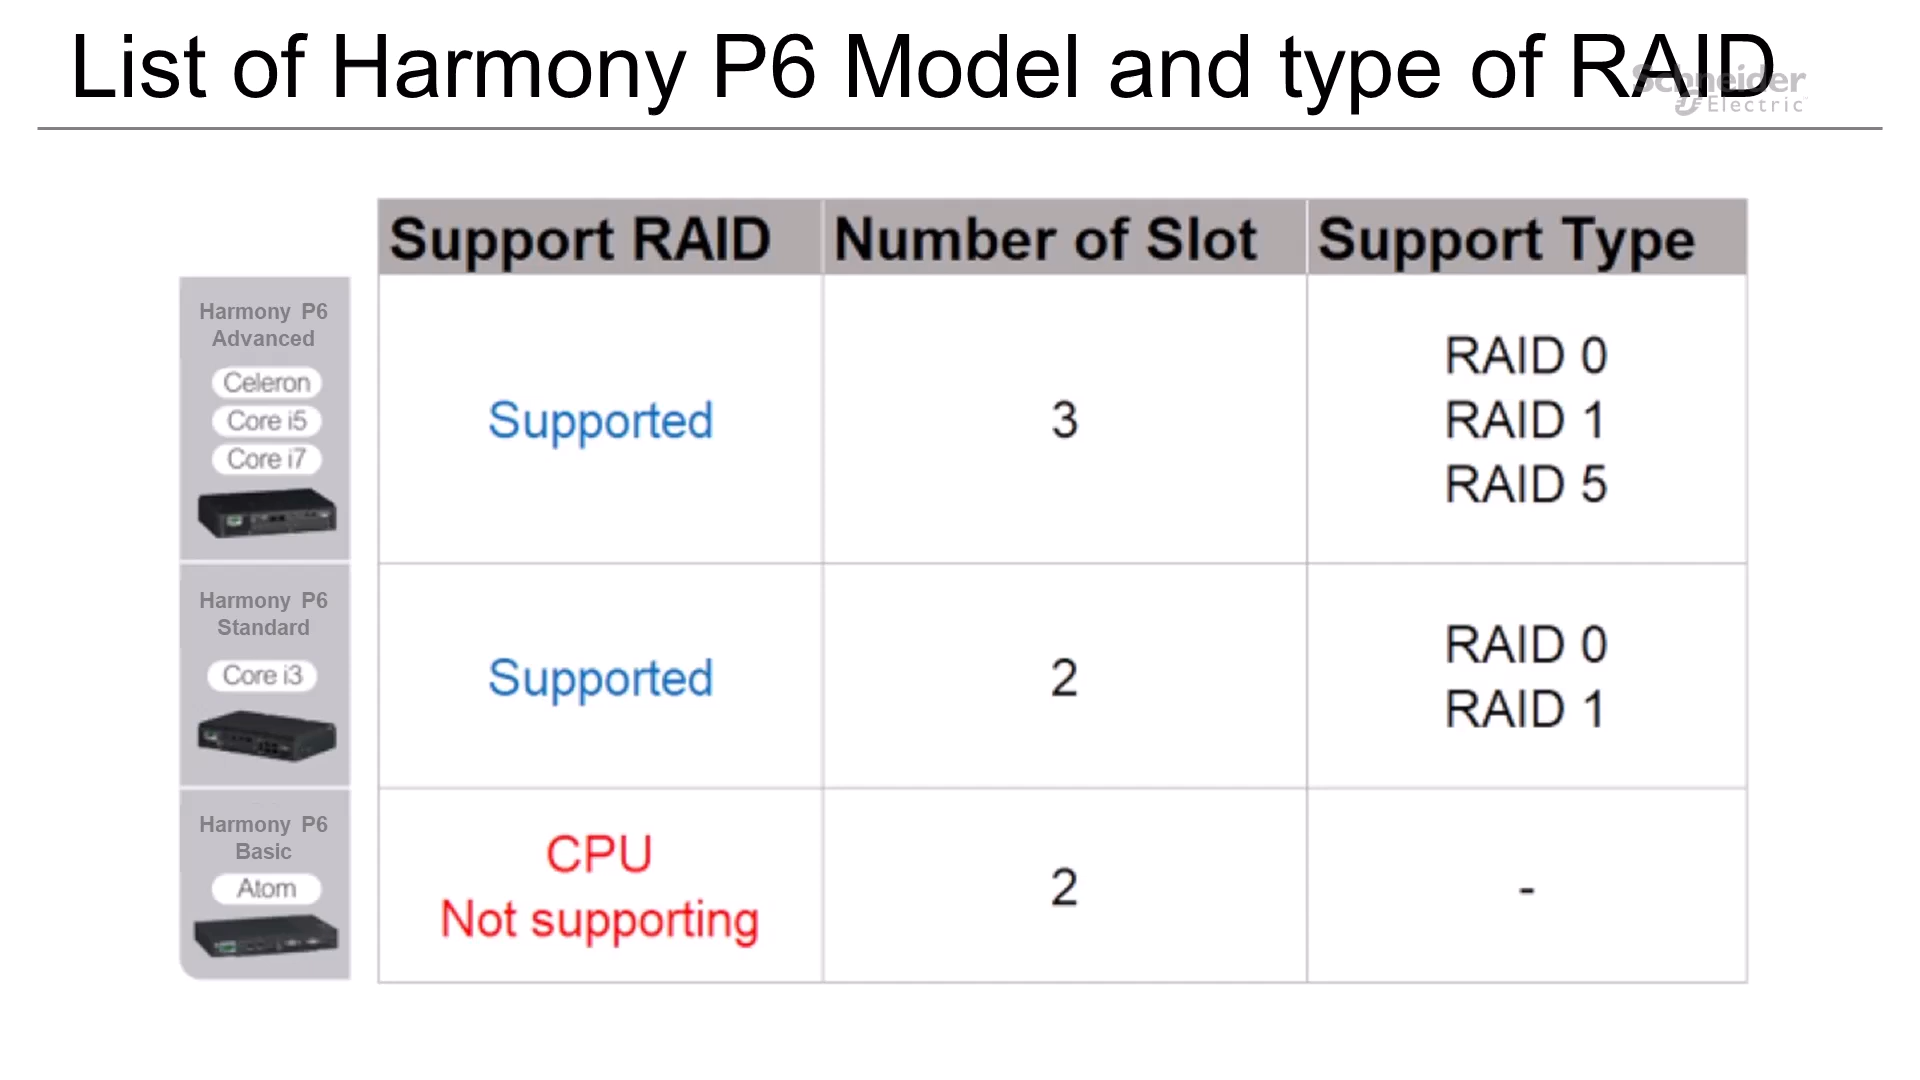 List of Harmony P6 Model and type of RAID
Schneider
Electric
Support RAID Number of Slot Support Type
Harmony P6
Advanced
Celeron
Core i5
Core i7
Supported
3
RAID 0
RAID 1
RAID 5
Harmony P6
Standard
Core i3
Supported
2
RAID 0
RAID 1
Harmony P6
Basic
Atom
CPU
Not supporting
2
-